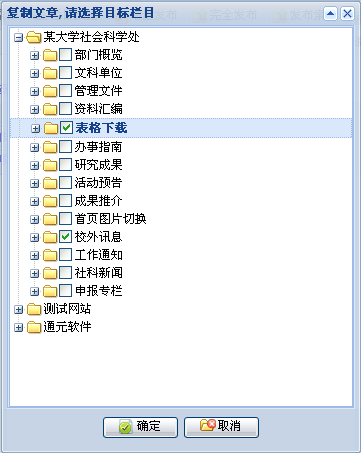 复制文章,请选择目标栏目
某大学社会科学处
部门概览
文科单位
管理文件
资料汇编
表格下载
办事指南
研究成果
活动预告
成果推介
首页图片切换
校外讯息
工作通知
社科新闻
申报专栏
测试网站
通元软件
确定
取消